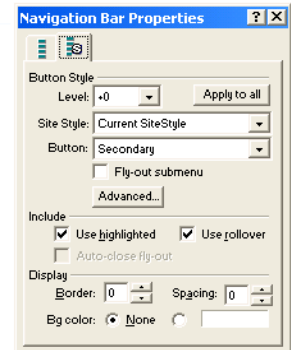 Navigation Bar Properties
Button Style
Level: +0 Apply to all
Site Style: Current SiteStyle
Button: Secondary
Fly-out submenu
Advanced...
Include
Use highlighted Use rollover
Auto-close fly-out
Display
Border: 0 Spacing: 0
Bg color: None